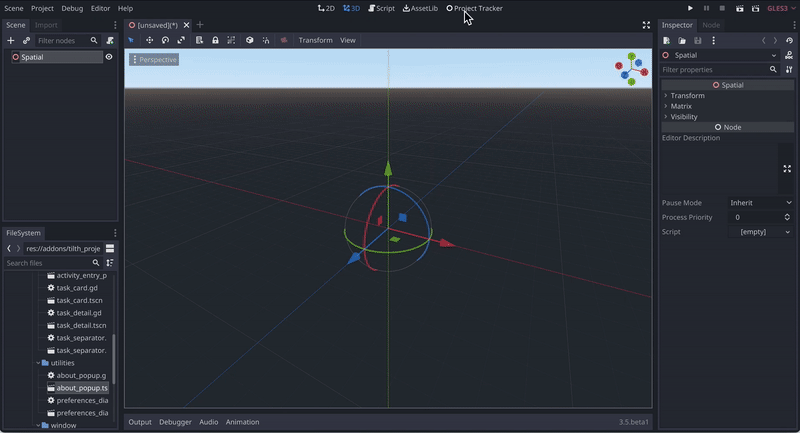 Scene Project Debug Editor Help
2D 3D Script AssetLib Project Tracker
GLES3
Scene Import
Filter nodes
Spatial
[unsaved](*)
Transform View
Perspective
FileSystem
res://addons/tilth_proje
Search files
activity_entry_p
task_card.gd
task_card.tscn
task_detail.gd
task_detail.tscn
task_separator.
task_separator.
utilities
about_popup.g
about_popup.ts
preferences_dia
preferences_dia
window
Output Debugger Audio Animation
3.5.beta1
Inspector Node
Spatial
Filter properties
Spatial
Transform
Matrix
Visibility
Node
Editor Description
Pause Mode Inherit
Process Priority 0
Script [empty]